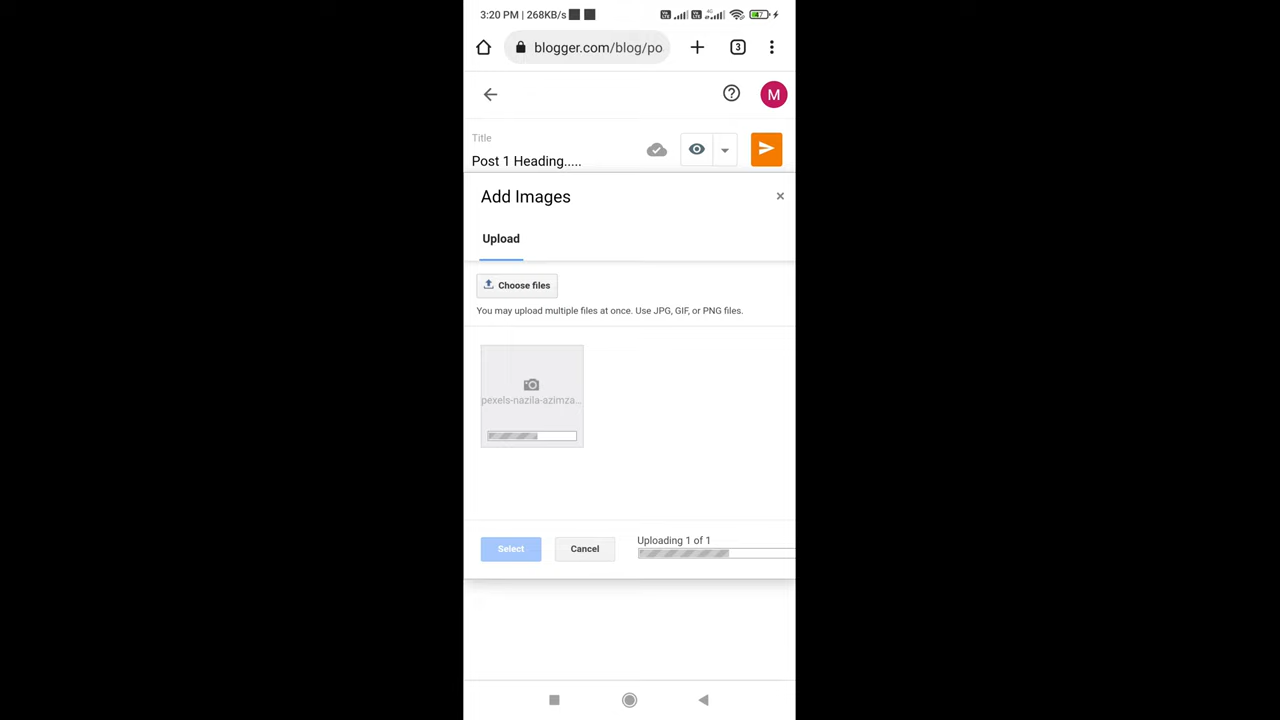 3:20 PM | 268KB/s
47
blogger.com/blog/po
3
M
Title
Post 1 Heading.....
Add Images
Upload
Choose files
You may upload multiple files at once. Use JPG, GIF, or PNG files.
pexels-nazila-azimza...
Select
Cancel
Uploading 1 of 1